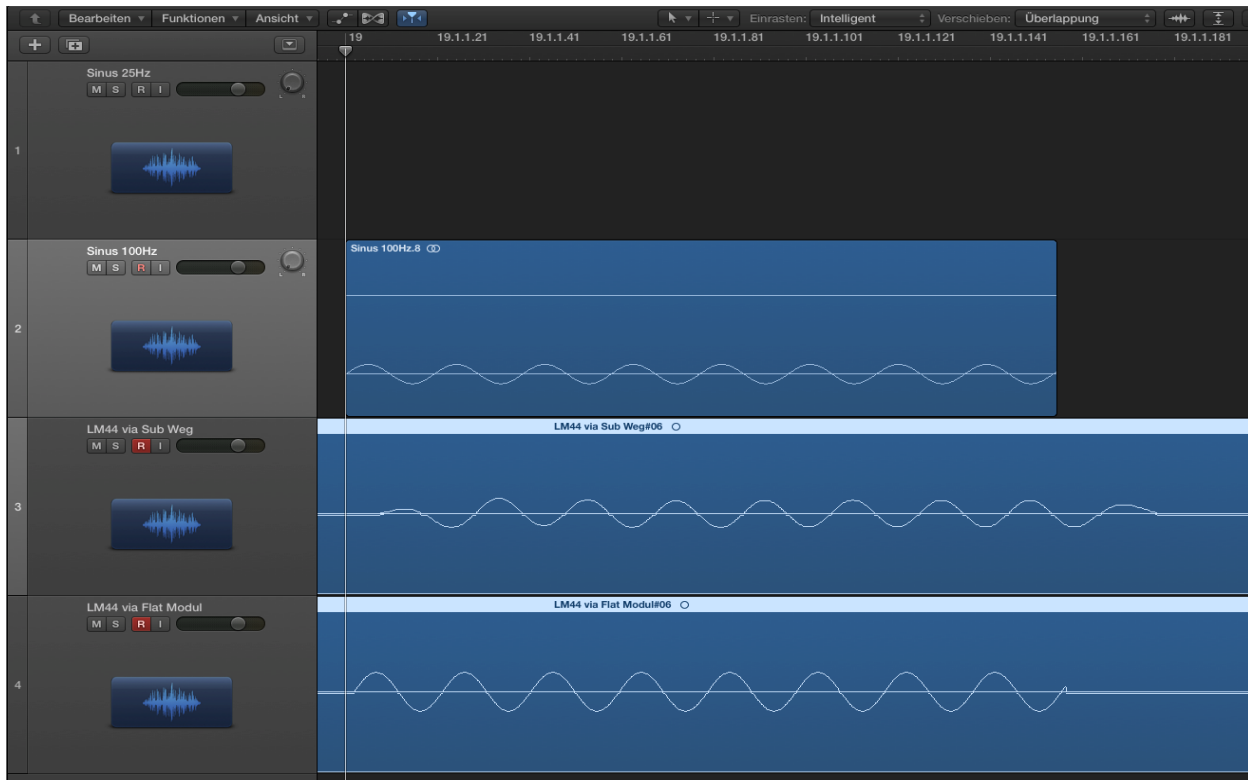 Bearbeiten Funktionen Ansicht Einrasten: Intelligent Verschieben: Überlappung
19 19.1.1.21 19.1.1.41 19.1.1.61 19.1.1.81 19.1.1.101 19.1.1.121 19.1.1.141 19.1.1.161 19.1.1.181
Sinus 25Hz
M S R I
L R
1
Sinus 100Hz
M S R I
L R
2
Sinus 100Hz.8
LM44 via Sub Weg
M S R I
3
LM44 via Sub Weg#06
LM44 via Flat Modul
M S R I
4
LM44 via Flat Modul#06